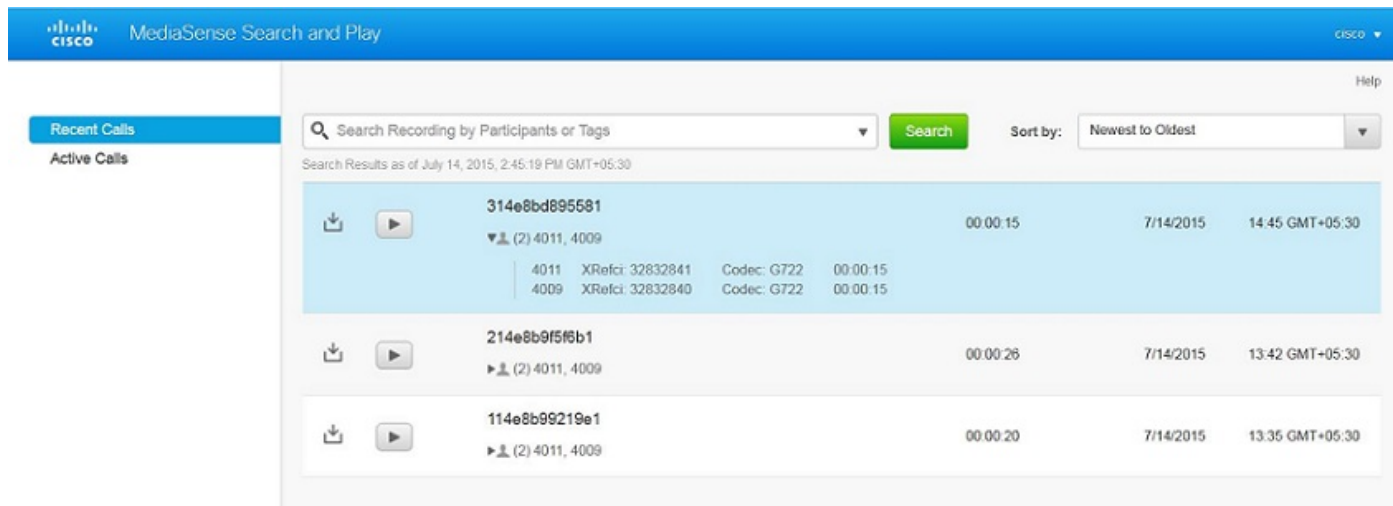 cisco MediaSense Search and Play cisco
Help
Recent Calls
Active Calls
Search Recording by Participants or Tags Search Sort by: Newest to Oldest
Search Results as of July 14, 2015, 2:45:19 PM GMT+05:30
314e8bd895581
00:00:15 7/14/2015 14:45 GMT+05:30
(2) 4011, 4009
4011 XRefci: 32832841 Codec: G722 00:00:15
4009 XRefci: 32832840 Codec: G722 00:00:15
214e8b9f5f6b1
00:00:26 7/14/2015 13:42 GMT+05:30
(2) 4011, 4009
114e8b99219e1
00:00:20 7/14/2015 13:35 GMT+05:30
(2) 4011, 4009